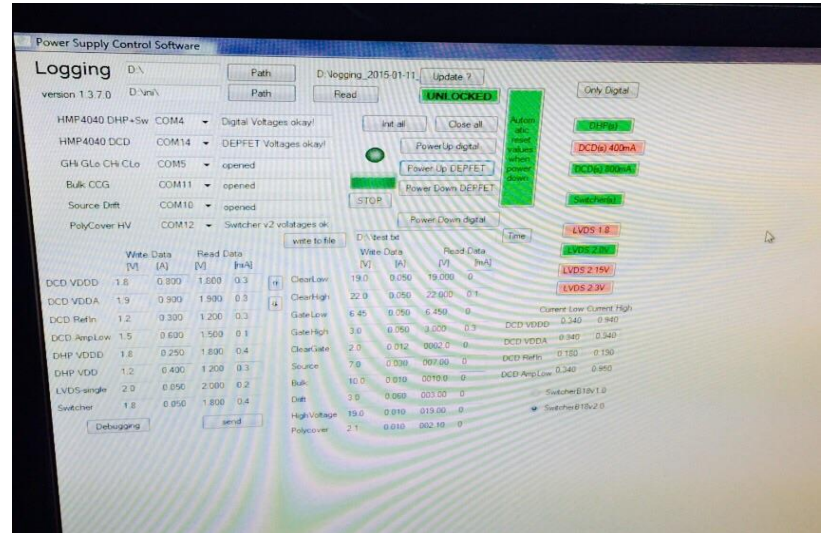 Power Supply Control Software
Logging D:\ Path D:\logging_2015-01-11_ Update ?
version 1.3.7.0 Path Read UNLOCKED Only Digital
HMP4040 DHP+Sw COM4 Digital Voltages okay! Init all Close all
HMP4040 DCD COM14 DEPFET Voltages okay! PowerUp digital
GHi GLo CHi CLo COM5 opened Power Up DEPFET
Bulk CCG COM11 opened Power Down DEPFET
Source Drift COM10 opened STOP
PolyCover HV COM12 Switcher v2 volatages ok Power Down digital
Automatic reset values when power down
DHP(s)
DCD(s) 400mA
DCD(s) 800mA
Switcher(s)
LVDS 1.8
LVDS 2.0V
LVDS 2.15V
LVDS 2.3V
write to file D:\test.txt Time
Write Data Read Data
[V] [A] [V] [mA]
DCD VDDD 1.8 0.800 1.800 0.3
DCD VDDA 1.9 0.900 1.900 0.3
DCD RefIn 1.2 0.300 1.200 0.3
DCD AmpLow 1.5 0.600 1.500 0.1
DHP VDDD 1.8 0.250 1.800 0.4
DHP VDD 1.2 0.400 1.200 0.3
LVDS-single 2.0 0.050 2.000 0.2
Switcher 1.8 0.050 1.800 0.4
Debugging send
Write Data Read Data
[V] [A] [V] [mA]
ClearLow 19.0 0.050 19.000 0
ClearHigh 22.0 0.050 22.000 0.1
GateLow 6.45 0.050 6.450 0
GateHigh 3.0 0.050 3.000 0.3
ClearGate 2.0 0.012 0002.0 0
Source 7.0 0.030 007.00 0
Bulk 10.0 0.010 0010.0 0
Drift 3.0 0.050 003.00 0
HighVoltage 19.0 0.010 019.00 0
Polycover 2.1 0.010 002.10 0
Current Low Current High
DCD VDDD 0.340 0.940
DCD VDDA 0.340 0.940
DCD RefIn 0.180 0.190
DCD AmpLow 0.340 0.960
SwitcherB18v1.0
SwitcherB18v2.0